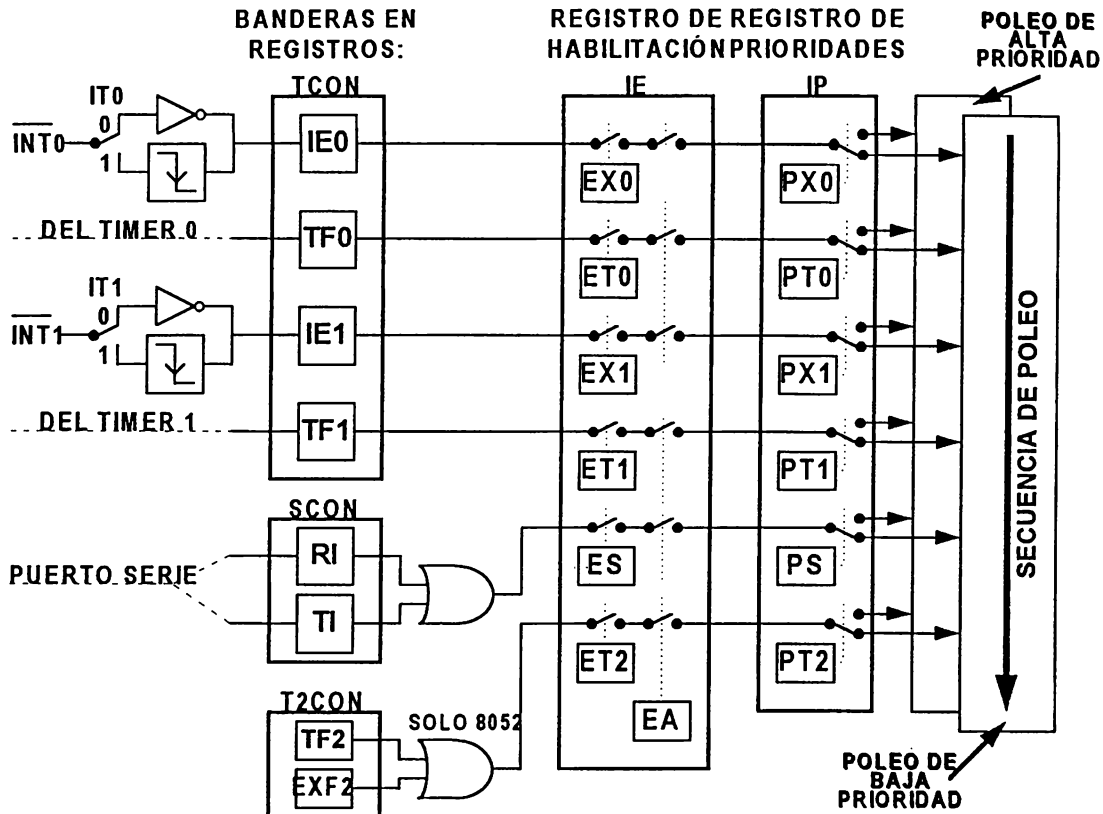 BANDERAS EN
REGISTROS:
REGISTRO DE
HABILITACIÓN
REGISTRO DE
PRIORIDADES
POLEO DE
ALTA
PRIORIDAD
TCON
IE
IP
IT0
0
1
INT0
IE0
EX0
PX0
DEL TIMER 0
TF0
ET0
PT0
IT1
0
1
INT1
IE1
EX1
PX1
DEL TIMER 1
TF1
ET1
PT1
SECUENCIA DE POLEO
SCON
RI
PUERTO SERIE
TI
ES
PS
ET2
PT2
T2CON
SOLO 8052
TF2
EXF2
EA
POLEO DE
BAJA
PRIORIDAD